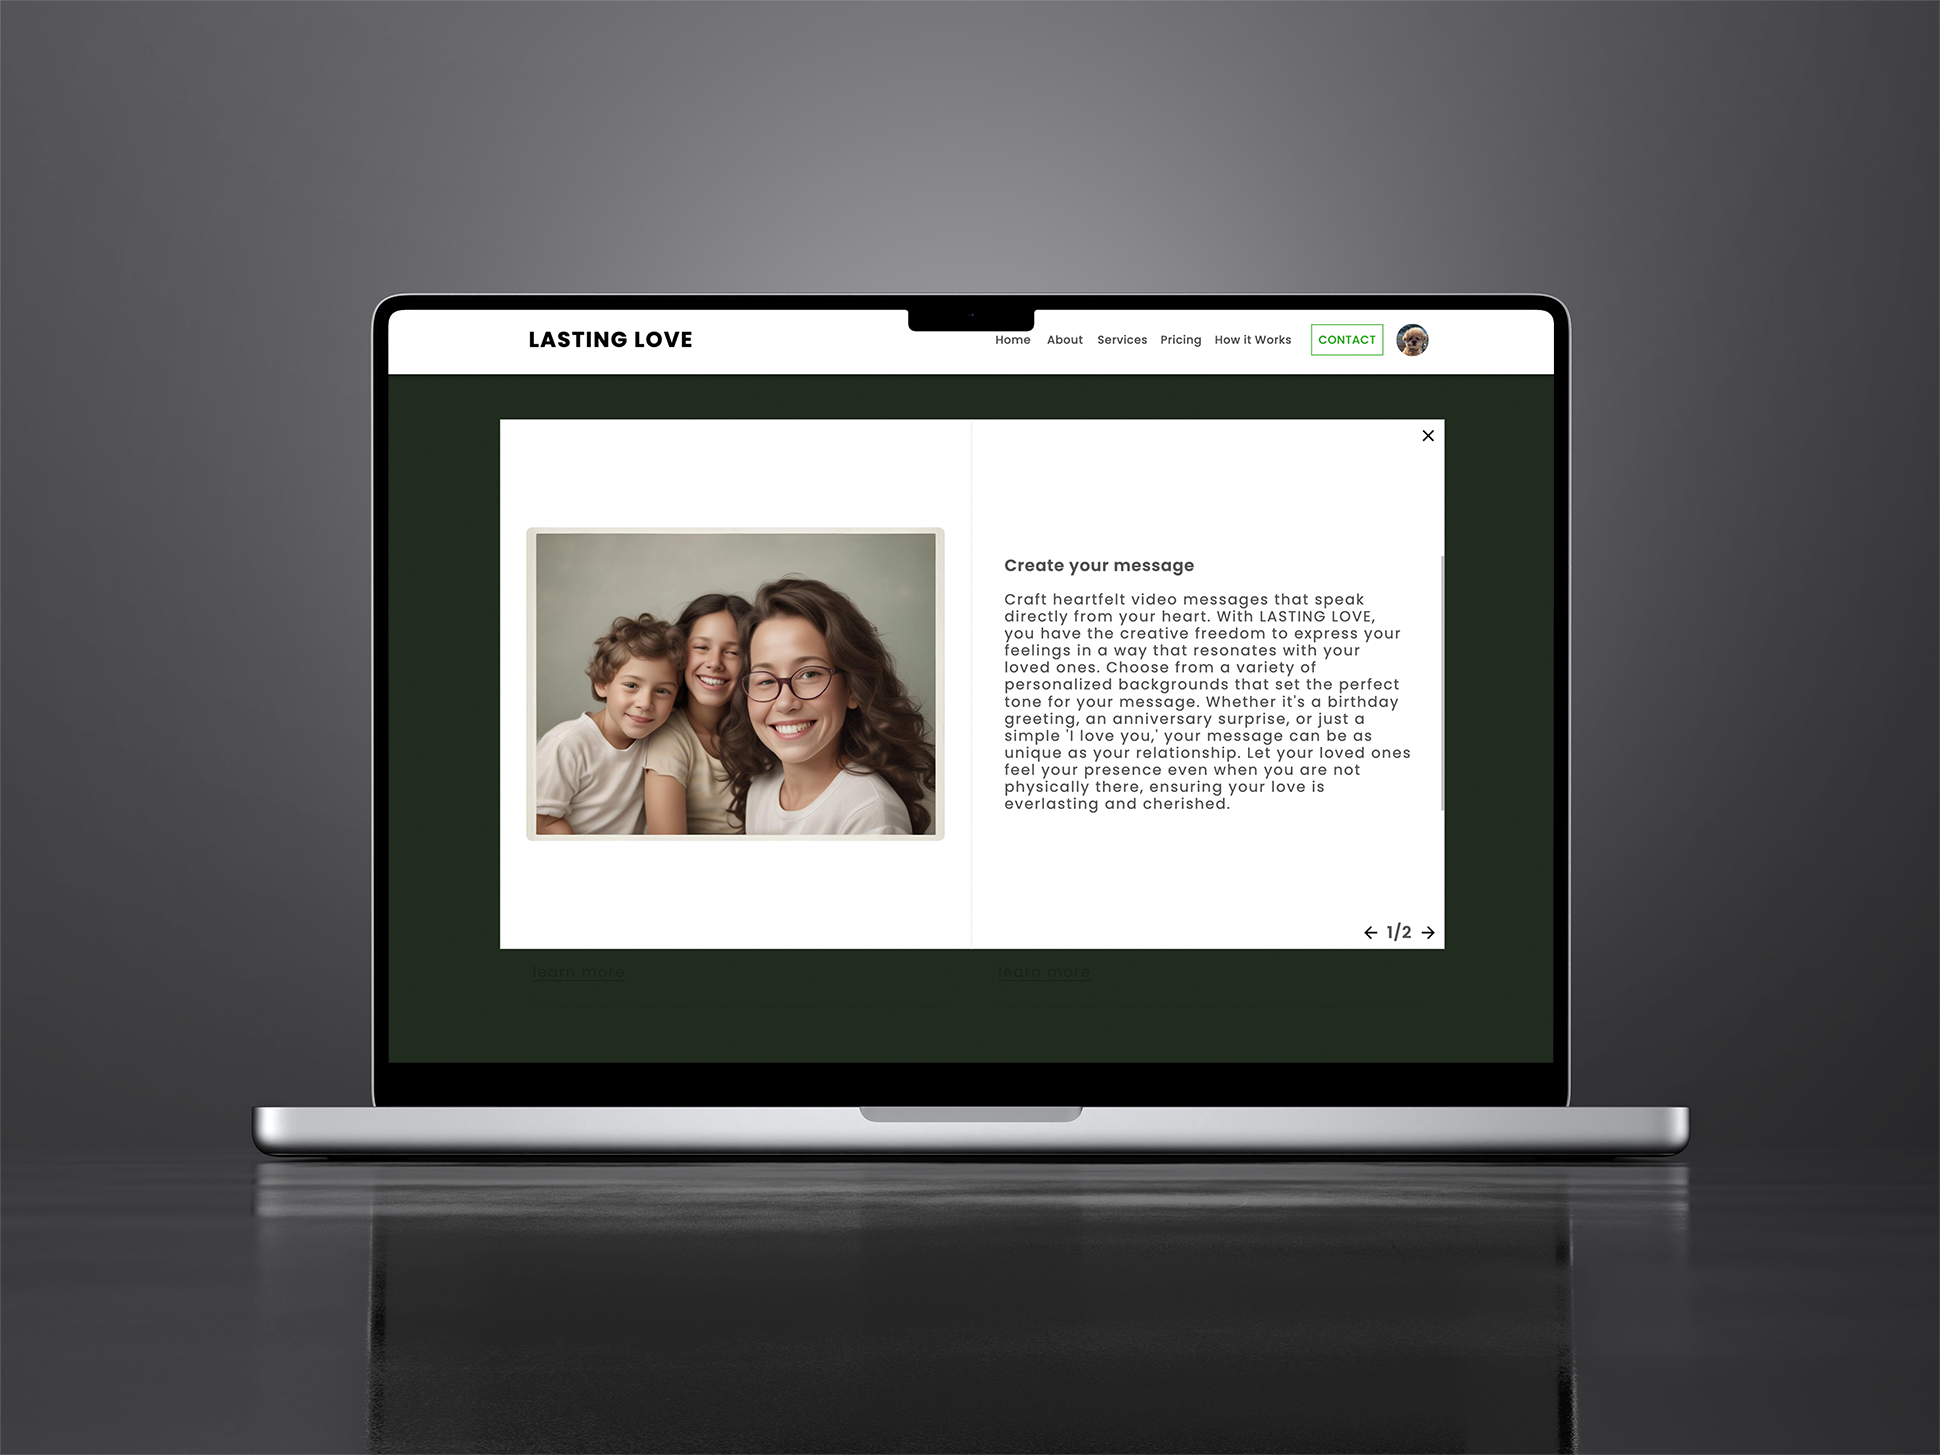 LASTING LOVE
Home About Services Pricing How it Works CONTACT
Create your message
Craft heartfelt video messages that speak
directly from your heart. With LASTING LOVE,
you have the creative freedom to express your
feelings in a way that resonates with your
loved ones. Choose from a variety of
personalized backgrounds that set the perfect
tone for your message. Whether it's a birthday
greeting, an anniversary surprise, or just a
simple 'I love you,' your message can be as
unique as your relationship. Let your loved ones
feel your presence even when you are not
physically there, ensuring your love is
everlasting and cherished.
← 1/2 →
learn more learn more